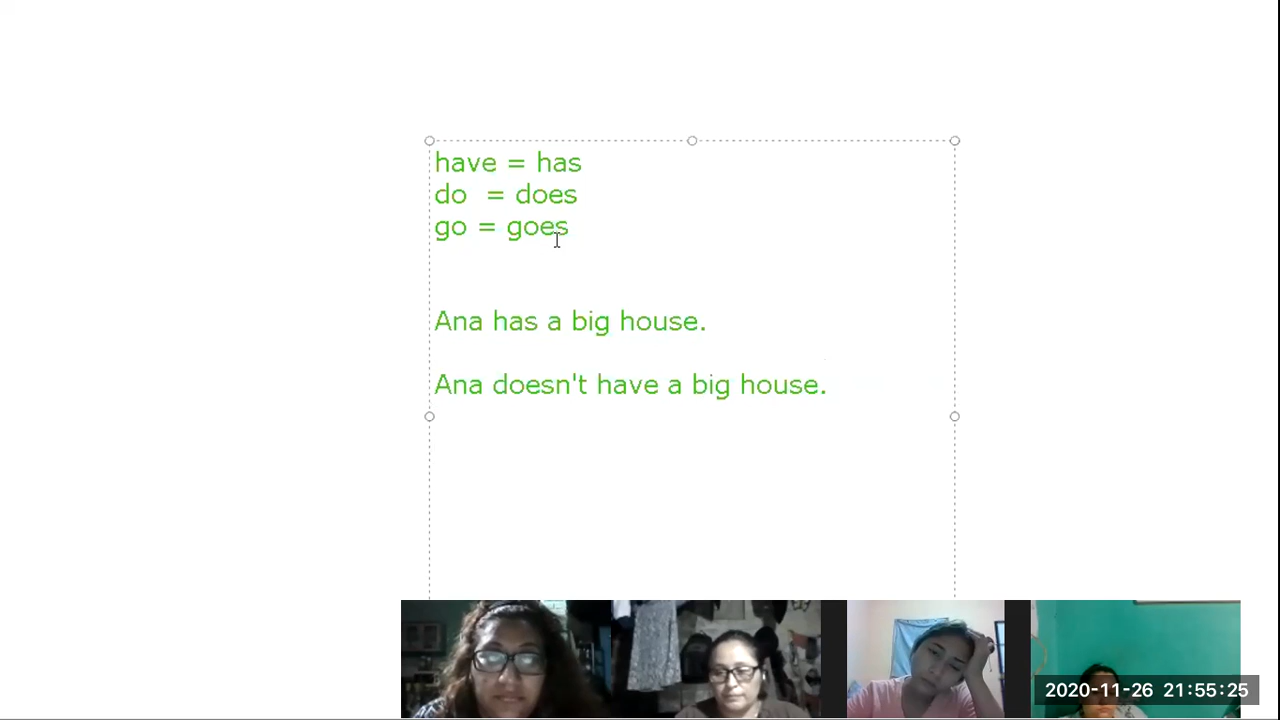 have = has
do = does
go = goes
Ana has a big house.
Ana doesn't have a big house.
2020-11-26 21:55:25